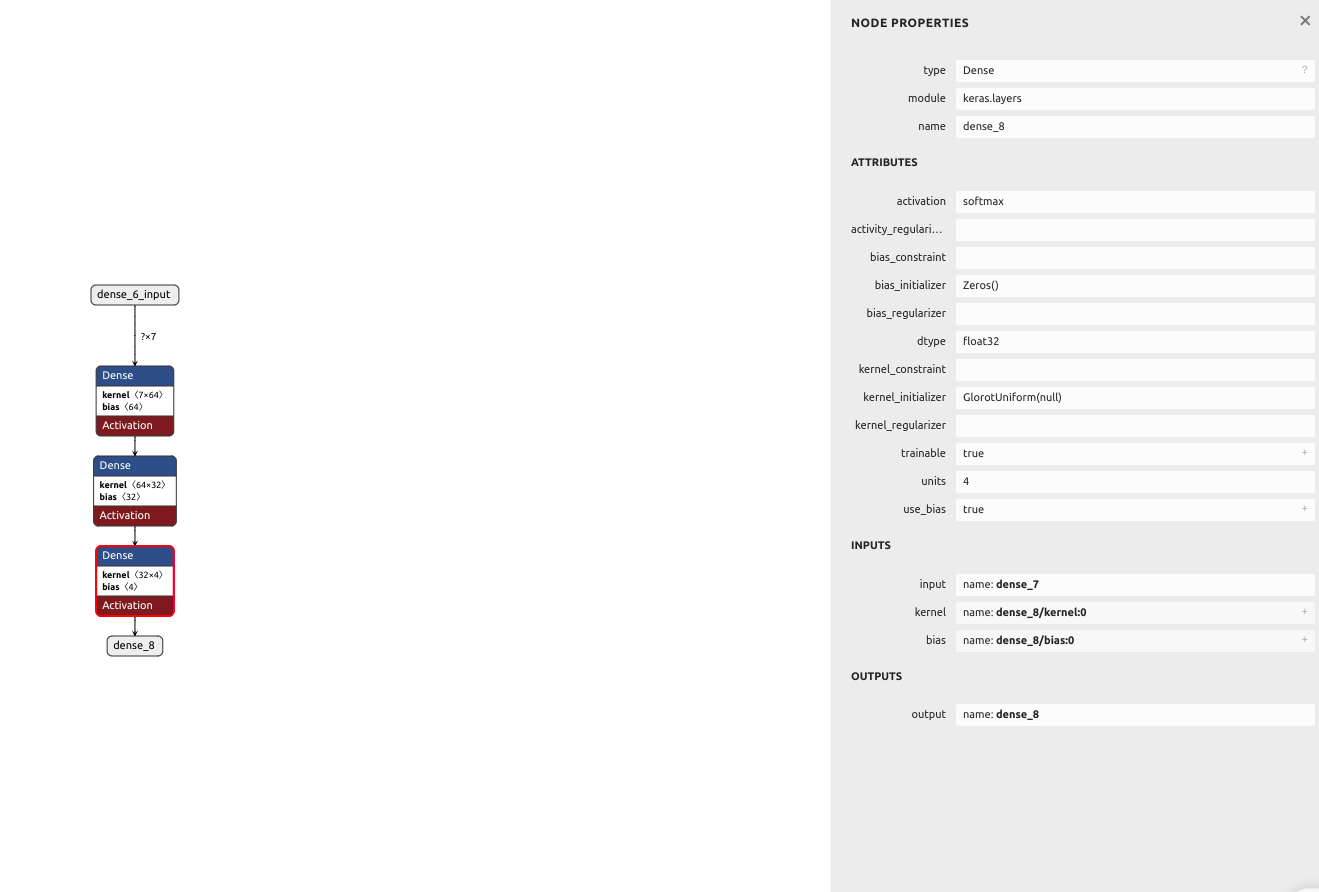 dense_6_input
?×7
Dense
kernel ⟨7×64⟩
bias ⟨64⟩
Activation
Dense
kernel ⟨64×32⟩
bias ⟨32⟩
Activation
Dense
kernel ⟨32×4⟩
bias ⟨4⟩
Activation
dense_8
NODE PROPERTIES ×
type Dense ?
module keras.layers
name dense_8
ATTRIBUTES
activation softmax
activity_regulari...
bias_constraint
bias_initializer Zeros()
bias_regularizer
dtype float32
kernel_constraint
kernel_initializer GlorotUniform(null)
kernel_regularizer
trainable true +
units 4
use_bias true +
INPUTS
input name: dense_7
kernel name: dense_8/kernel:0 +
bias name: dense_8/bias:0 +
OUTPUTS
output name: dense_8